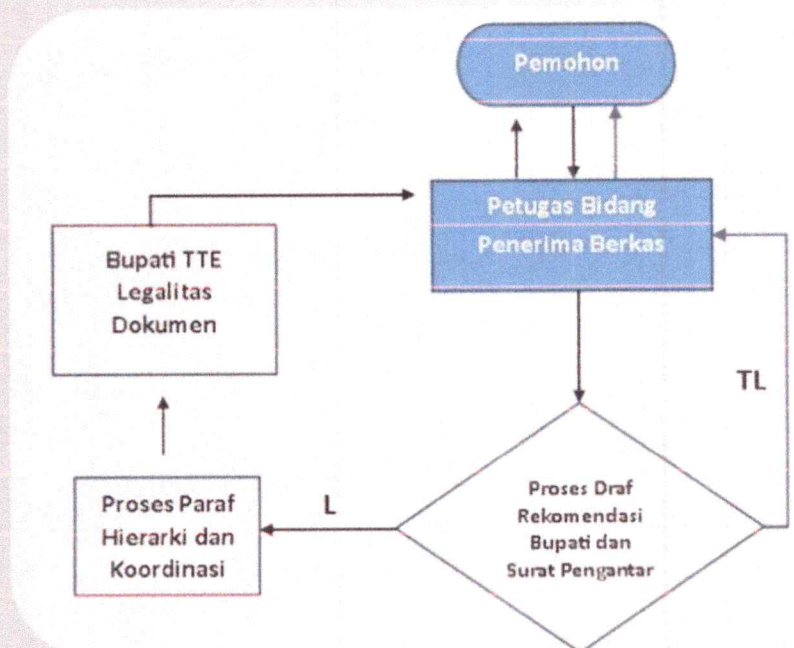 Pemohon
Petugas Bidang
Penerima Berkas
Bupati TTE
Legalitas
Dokumen
TL
Proses Draf
Rekomendasi
Bupati dan
Surat Pengantar
L
Proses Paraf
Hierarki dan
Koordinasi